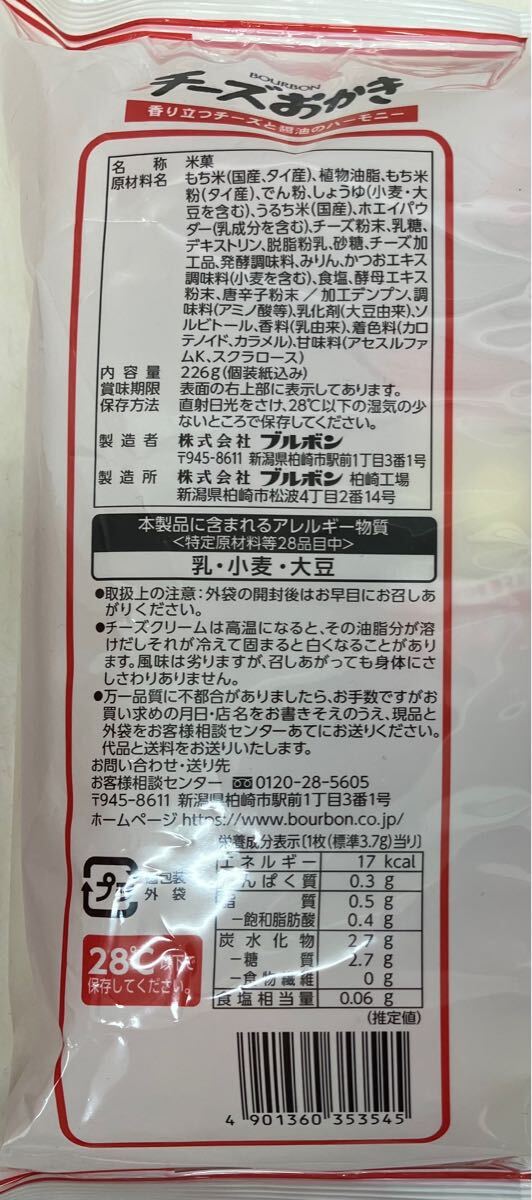 BOURBON
チーズおかき
香り立つチーズと醤油のハーモニー
名称 米菓
原材料名 もち米(国産、タイ産)、植物油脂、もち米
粉(タイ産)、でん粉、しょうゆ(小麦・大
豆を含む)、うるち米(国産)、ホエイパウ
ダー(乳成分を含む)、チーズ粉末、乳糖、
デキストリン、脱脂粉乳、砂糖、チーズ加
工品、発酵調味料、みりん、かつおエキス
調味料(小麦を含む)、食塩、酵母エキス
粉末、唐辛子粉末/加工デンプン、調
味料(アミノ酸等)、乳化剤(大豆由来)、ソ
ルビトール、香料(乳由来)、着色料(カロ
テノイド、カラメル)、甘味料(アセスルファ
ムK、スクラロース)
内容量 226g(個装紙込み)
賞味期限 表面の右上部に表示してあります。
保存方法 直射日光をさけ、28℃以下の湿気の少
ないところで保存してください。
製造者 株式会社 ブルボン
〒945-8611 新潟県柏崎市駅前1丁目3番1号
製造所 株式会社 ブルボン 柏崎工場
新潟県柏崎市松波4丁目2番14号
本製品に含まれるアレルギー物質
<特定原材料等28品目中>
乳・小麦・大豆
●取扱上の注意:外袋の開封後はお早目にお召しあ
がりください。
●チーズクリームは高温になると、その油脂分が溶
けだしそれが冷えて固まると白くなることがあり
ます。風味は劣りますが、召しあがっても身体にさ
しさわりありません。
●万一品質に不都合がありましたら、お手数ですがお
買い求めの月日・店名をお書きそえのうえ、現品と
外袋をお客様相談センターあてにお送りください。
代品と送料をお送りいたします。
お問い合わせ・送り先
お客様相談センター 0120-28-5605
〒945-8611 新潟県柏崎市駅前1丁目3番1号
ホームページ https://www.bourbon.co.jp/
栄養成分表示〔1枚(標準3.7g)当り〕
エネルギー 17 kcal
たんぱく質 0.3 g
脂質 0.5 g
-飽和脂肪酸 0.4 g
炭水化物 2.7 g
-糖質 2.7 g
-食物繊維 0 g
食塩相当量 0.06 g
(推定値)
プラ
個包装
外袋
28℃以下で
保存してください。
4 901360 353545